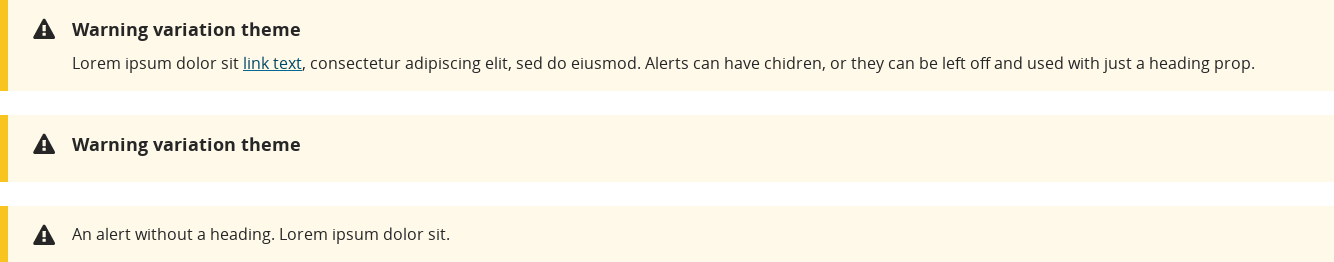 Warning variation theme
Lorem ipsum dolor sit link text, consectetur adipiscing elit, sed do eiusmod. Alerts can have chidren, or they can be left off and used with just a heading prop.
Warning variation theme
An alert without a heading. Lorem ipsum dolor sit.